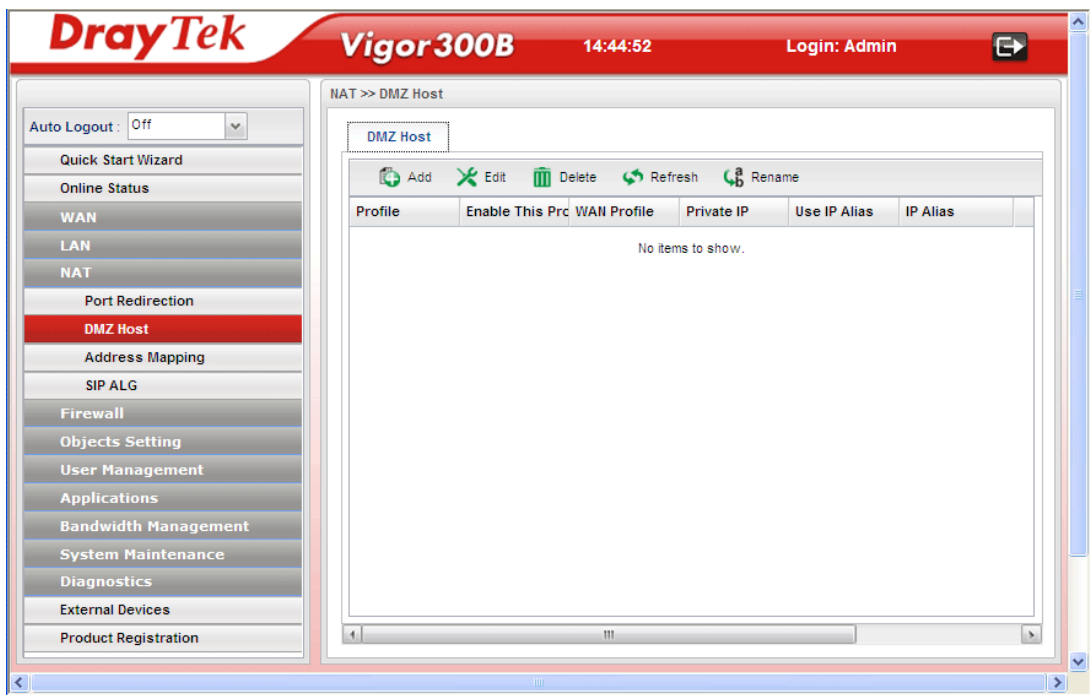 DrayTek
Vigor300B 14:44:52 Login: Admin
NAT >> DMZ Host
Auto Logout : Off
Quick Start Wizard
Online Status
WAN
LAN
NAT
Port Redirection
DMZ Host
Address Mapping
SIP ALG
Firewall
Objects Setting
User Management
Applications
Bandwidth Management
System Maintenance
Diagnostics
External Devices
Product Registration
DMZ Host
Add Edit Delete Refresh Rename
Profile Enable This Pro WAN Profile Private IP Use IP Alias IP Alias
No items to show.